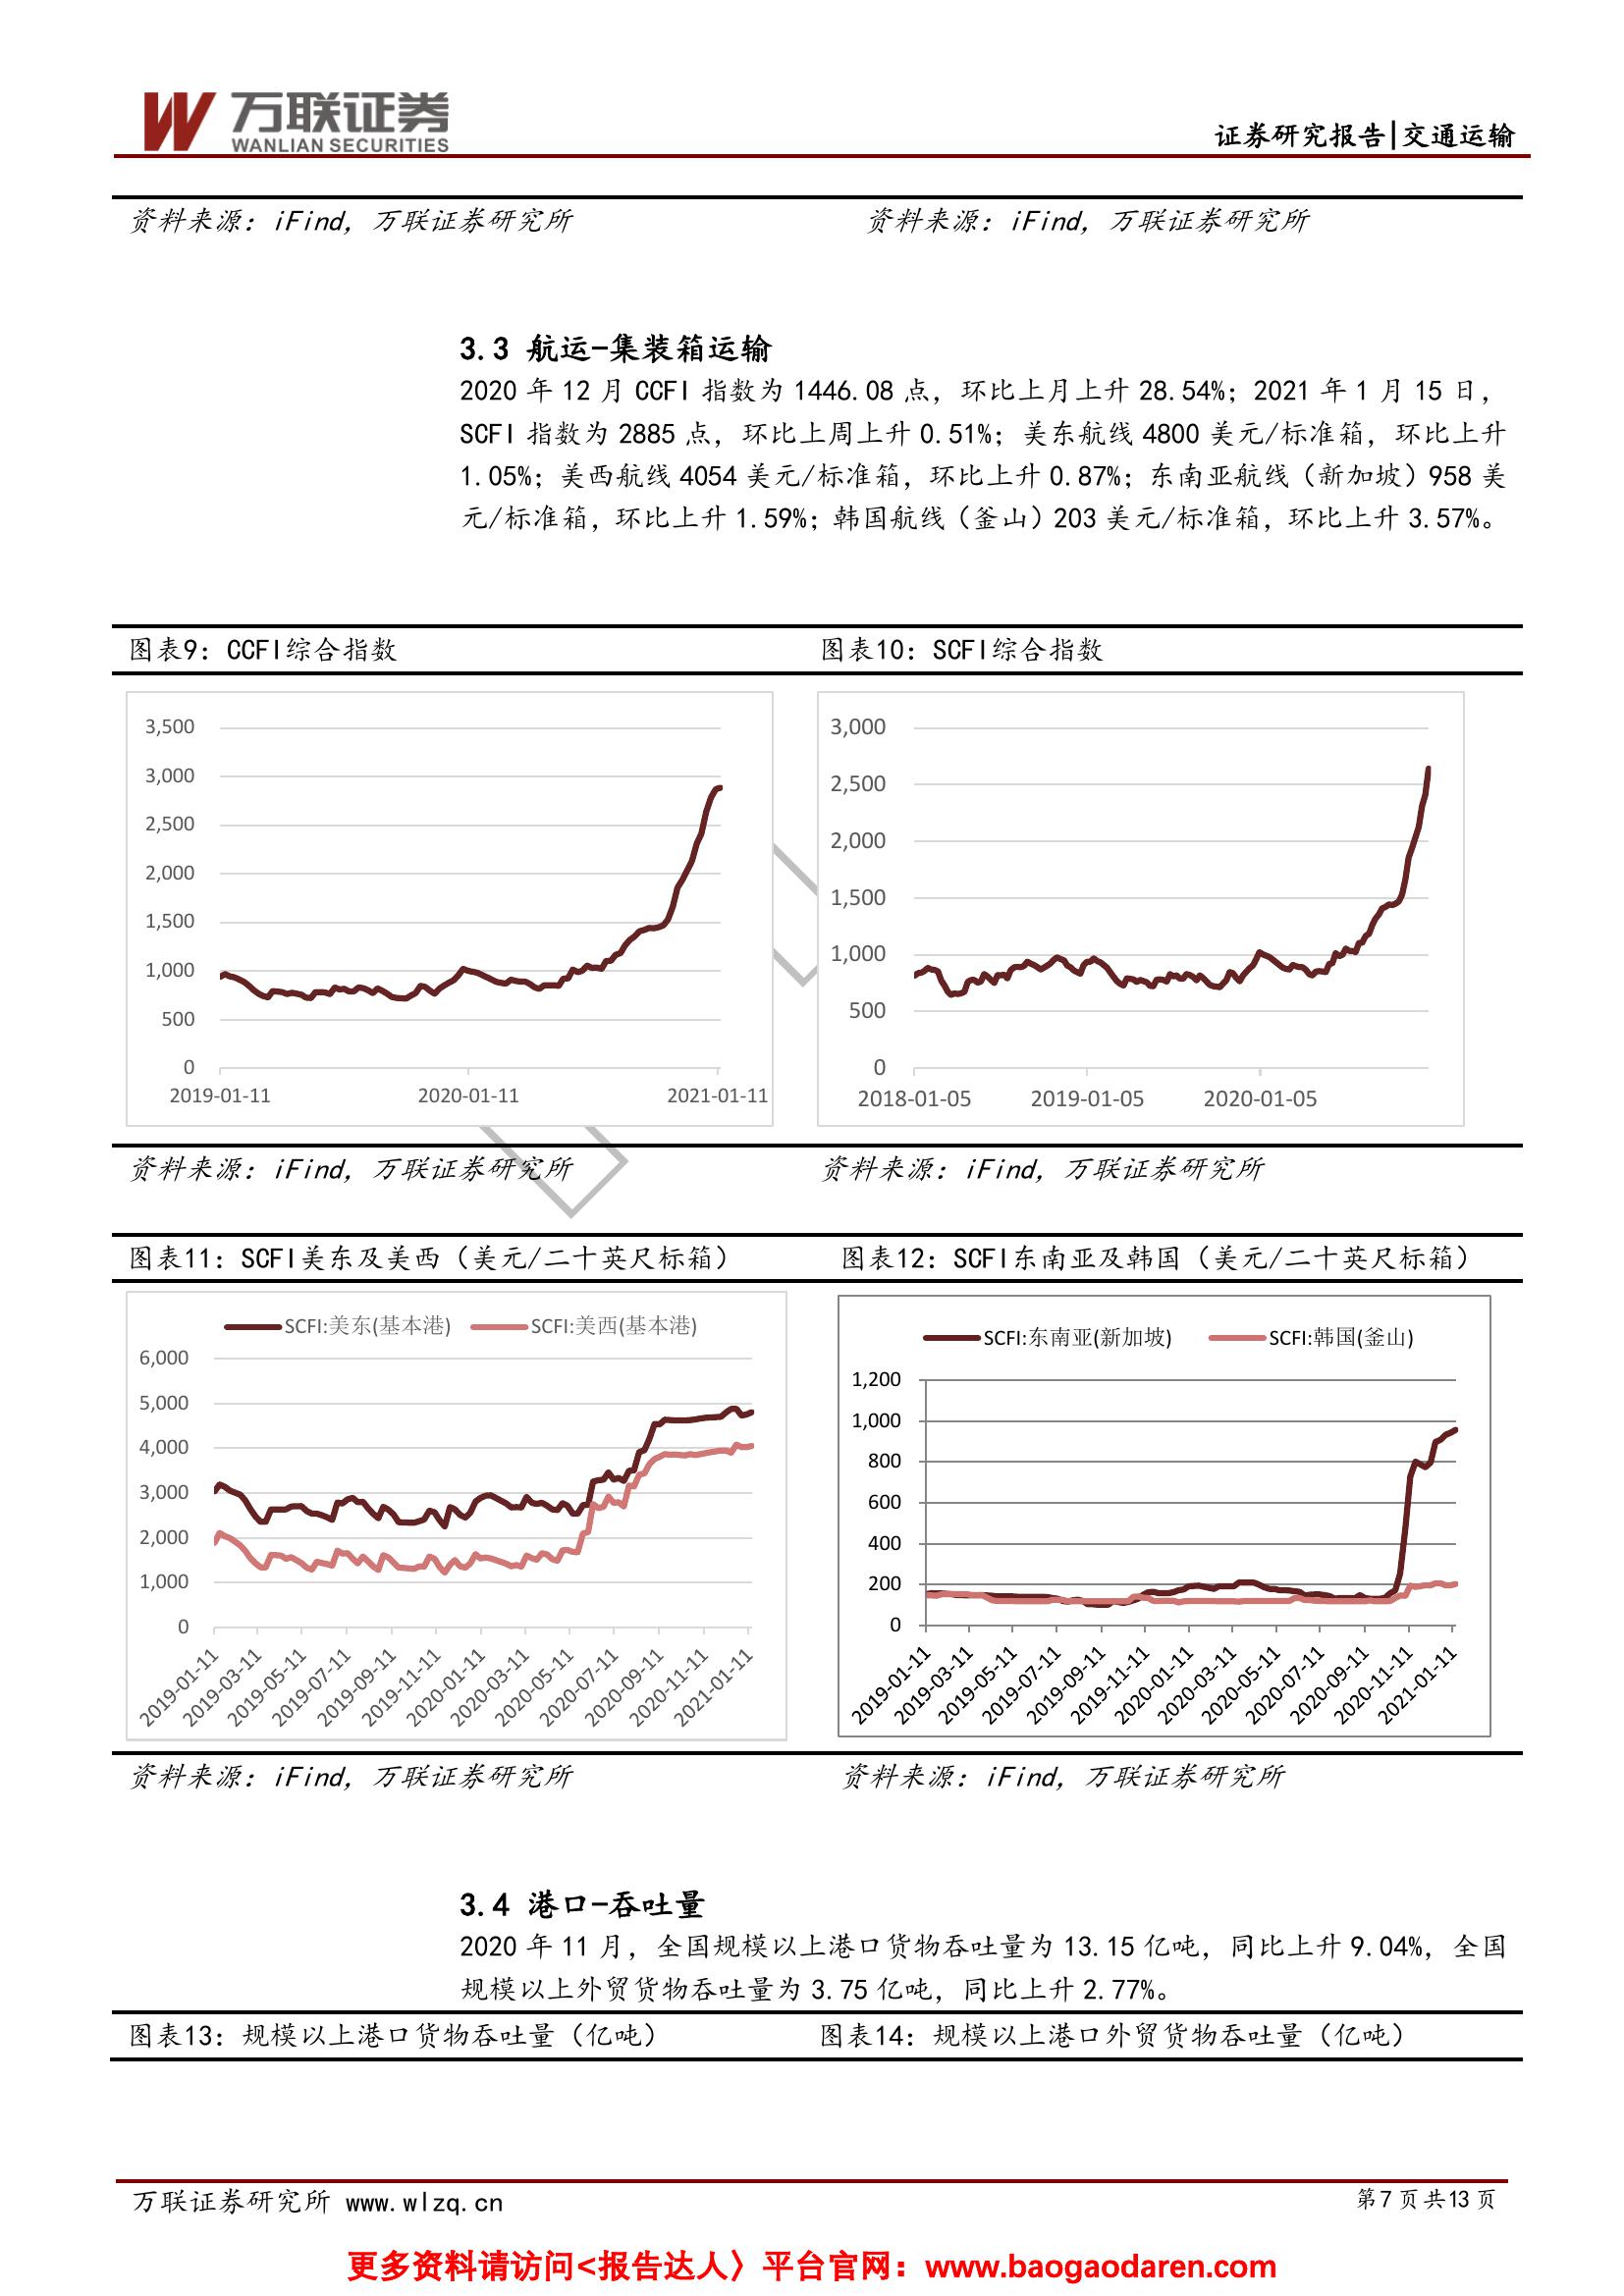 万联证券
WANLIAN SECURITIES
证券研究报告|交通运输
资料来源：iFind，万联证券研究所
资料来源：iFind，万联证券研究所
3.3 航运-集装箱运输
2020 年 12 月 CCFI 指数为 1446.08 点，环比上月上升 28.54%；2021 年 1 月 15 日，
SCFI 指数为 2885 点，环比上周上升 0.51%；美东航线 4800 美元/标准箱，环比上升
1.05%；美西航线 4054 美元/标准箱，环比上升 0.87%；东南亚航线（新加坡）958 美
元/标准箱，环比上升 1.59%；韩国航线（釜山）203 美元/标准箱，环比上升 3.57%。
图表9：CCFI综合指数
图表10：SCFI综合指数
3,500
3,000
2,500
2,000
1,500
1,000
500
0
2019-01-11
2020-01-11
2021-01-11
3,000
2,500
2,000
1,500
1,000
500
0
2018-01-05
2019-01-05
2020-01-05
资料来源：iFind，万联证券研究所
资料来源：iFind，万联证券研究所
图表11：SCFI美东及美西（美元/二十英尺标箱）
图表12：SCFI东南亚及韩国（美元/二十英尺标箱）
SCFI:美东(基本港)
SCFI:美西(基本港)
6,000
5,000
4,000
3,000
2,000
1,000
0
2019-01-11
2019-03-11
2019-05-11
2019-07-11
2019-09-11
2019-11-11
2020-01-11
2020-03-11
2020-05-11
2020-07-11
2020-09-11
2020-11-11
2021-01-11
SCFI:东南亚(新加坡)
SCFI:韩国(釜山)
1,200
1,000
800
600
400
200
0
2019-01-11
2019-03-11
2019-05-11
2019-07-11
2019-09-11
2019-11-11
2020-01-11
2020-03-11
2020-05-11
2020-07-11
2020-09-11
2020-11-11
2021-01-11
资料来源：iFind，万联证券研究所
资料来源：iFind，万联证券研究所
3.4 港口-吞吐量
2020 年 11 月，全国规模以上港口货物吞吐量为 13.15 亿吨，同比上升 9.04%，全国
规模以上外贸货物吞吐量为 3.75 亿吨，同比上升 2.77%。
图表13：规模以上港口货物吞吐量（亿吨）
图表14：规模以上港口外贸货物吞吐量（亿吨）
万联证券研究所 www.wlzq.cn
第 7 页 共 13 页
更多资料请访问<报告达人〉平台官网：www.baogaodaren.com